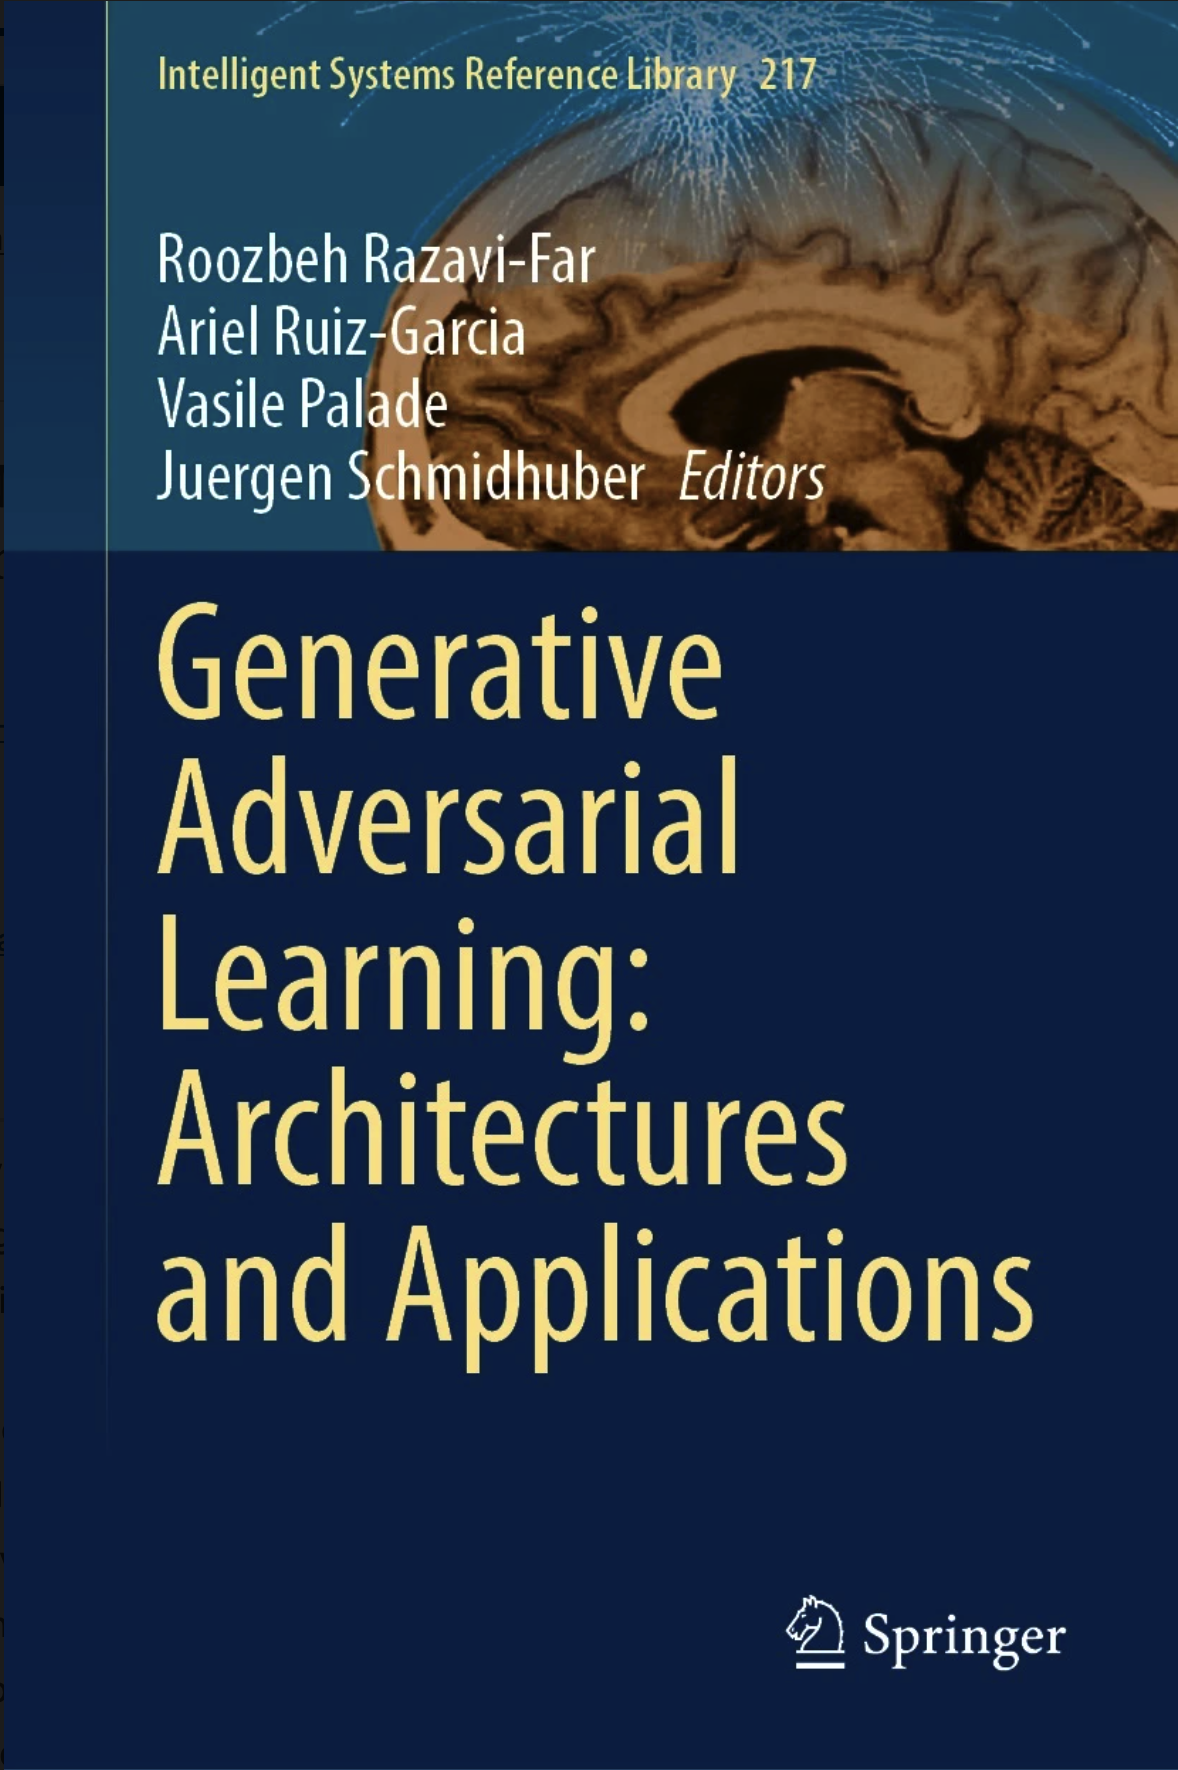 Intelligent Systems Reference Library 217
Roozbeh Razavi-Far
Ariel Ruiz-Garcia
Vasile Palade
Juergen Schmidhuber Editors
Generative
Adversarial
Learning:
Architectures
and Applications
Springer